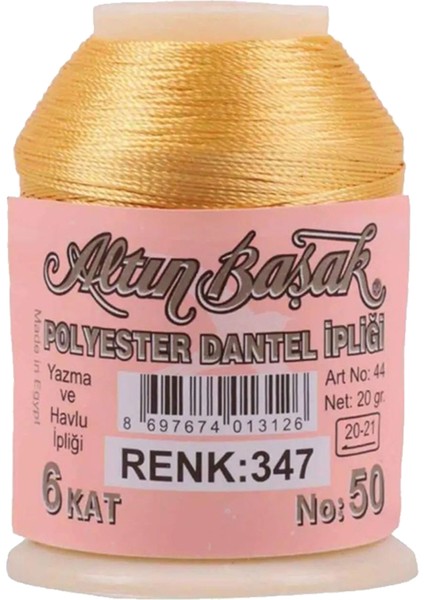 Altın Başak®
POLYESTER DANTEL İPLİĞİ
Made in Egypt
Yazma
ve
Havlu
İpliği
8 697674 013126
Art No: 44
Net: 20 gr.
20-21
RENK:347
6 KAT
No: 50